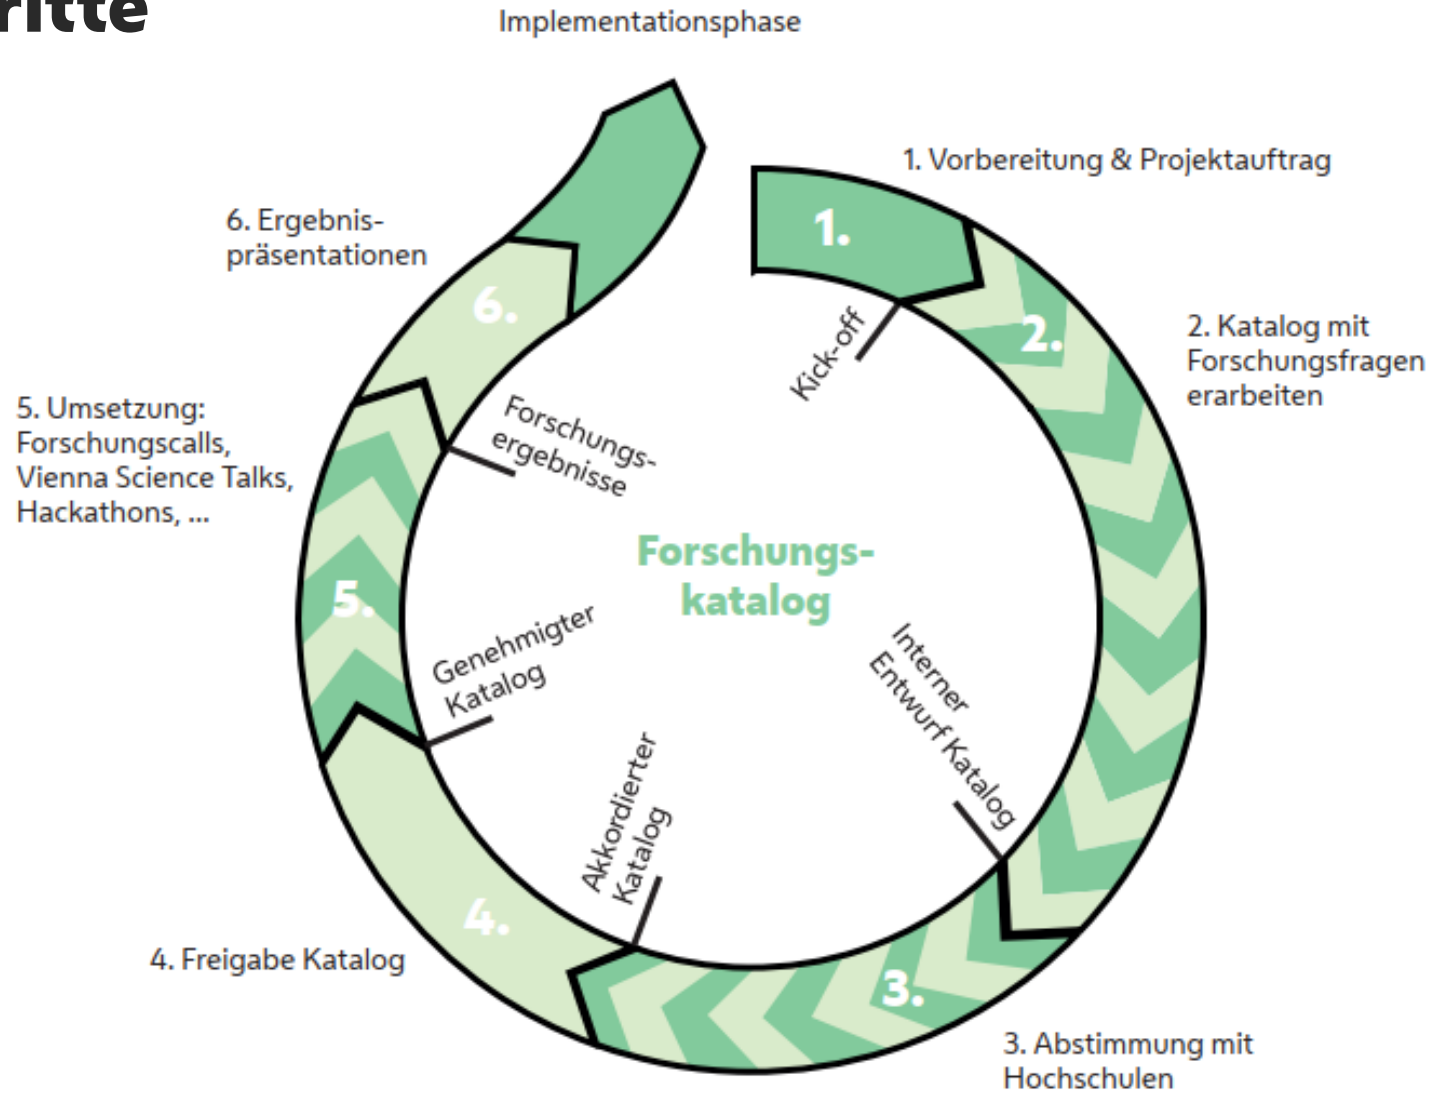 Implementationsphase
1. Vorbereitung & Projektauftrag
1.
6. Ergebnis-
präsentationen
6.
2.
2. Katalog mit
Forschungsfragen
erarbeiten
Kick-off
5. Umsetzung:
Forschungscalls,
Vienna Science Talks,
Hackathons, ...
Forschungs-
ergebnisse
Forschungs-
katalog
5.
Genehmigter
Katalog
Interner
Entwurf Katalog
Akkordierter
Katalog
4.
4. Freigabe Katalog
3.
3. Abstimmung mit
Hochschulen